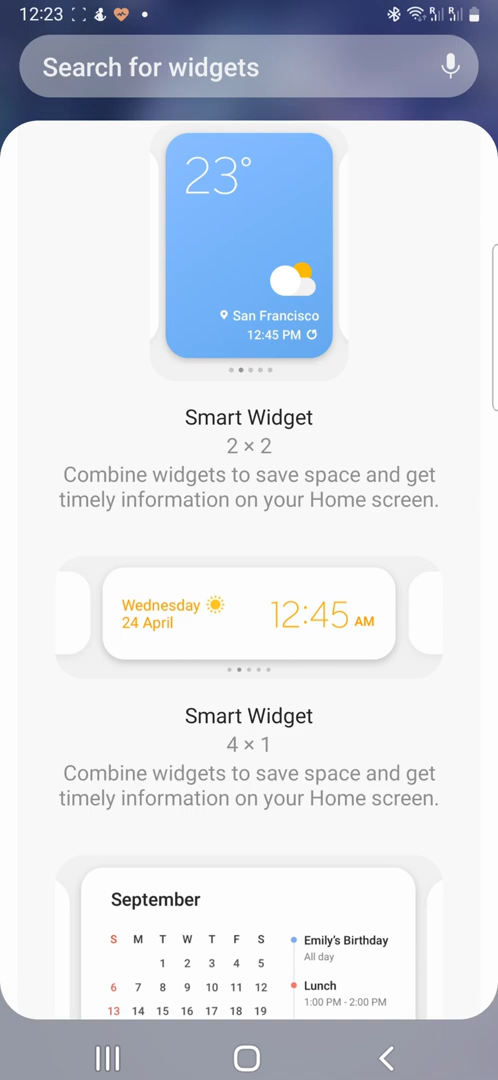 12:23
Search for widgets
23°
San Francisco
12:45 PM
Smart Widget
2 × 2
Combine widgets to save space and get
timely information on your Home screen.
Wednesday
24 April
12:45 AM
Smart Widget
4 × 1
Combine widgets to save space and get
timely information on your Home screen.
September
S M T W T F S
1 2 3 4 5
6 7 8 9 10 11 12
13 14 15 16 17 18 19
Emily's Birthday
All day
Lunch
1:00 PM - 2:00 PM